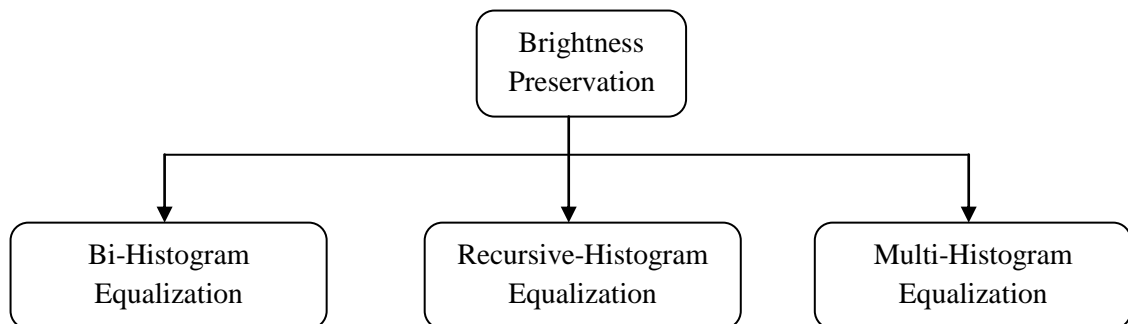 Brightness
Preservation
Bi-Histogram
Equalization
Recursive-Histogram
Equalization
Multi-Histogram
Equalization